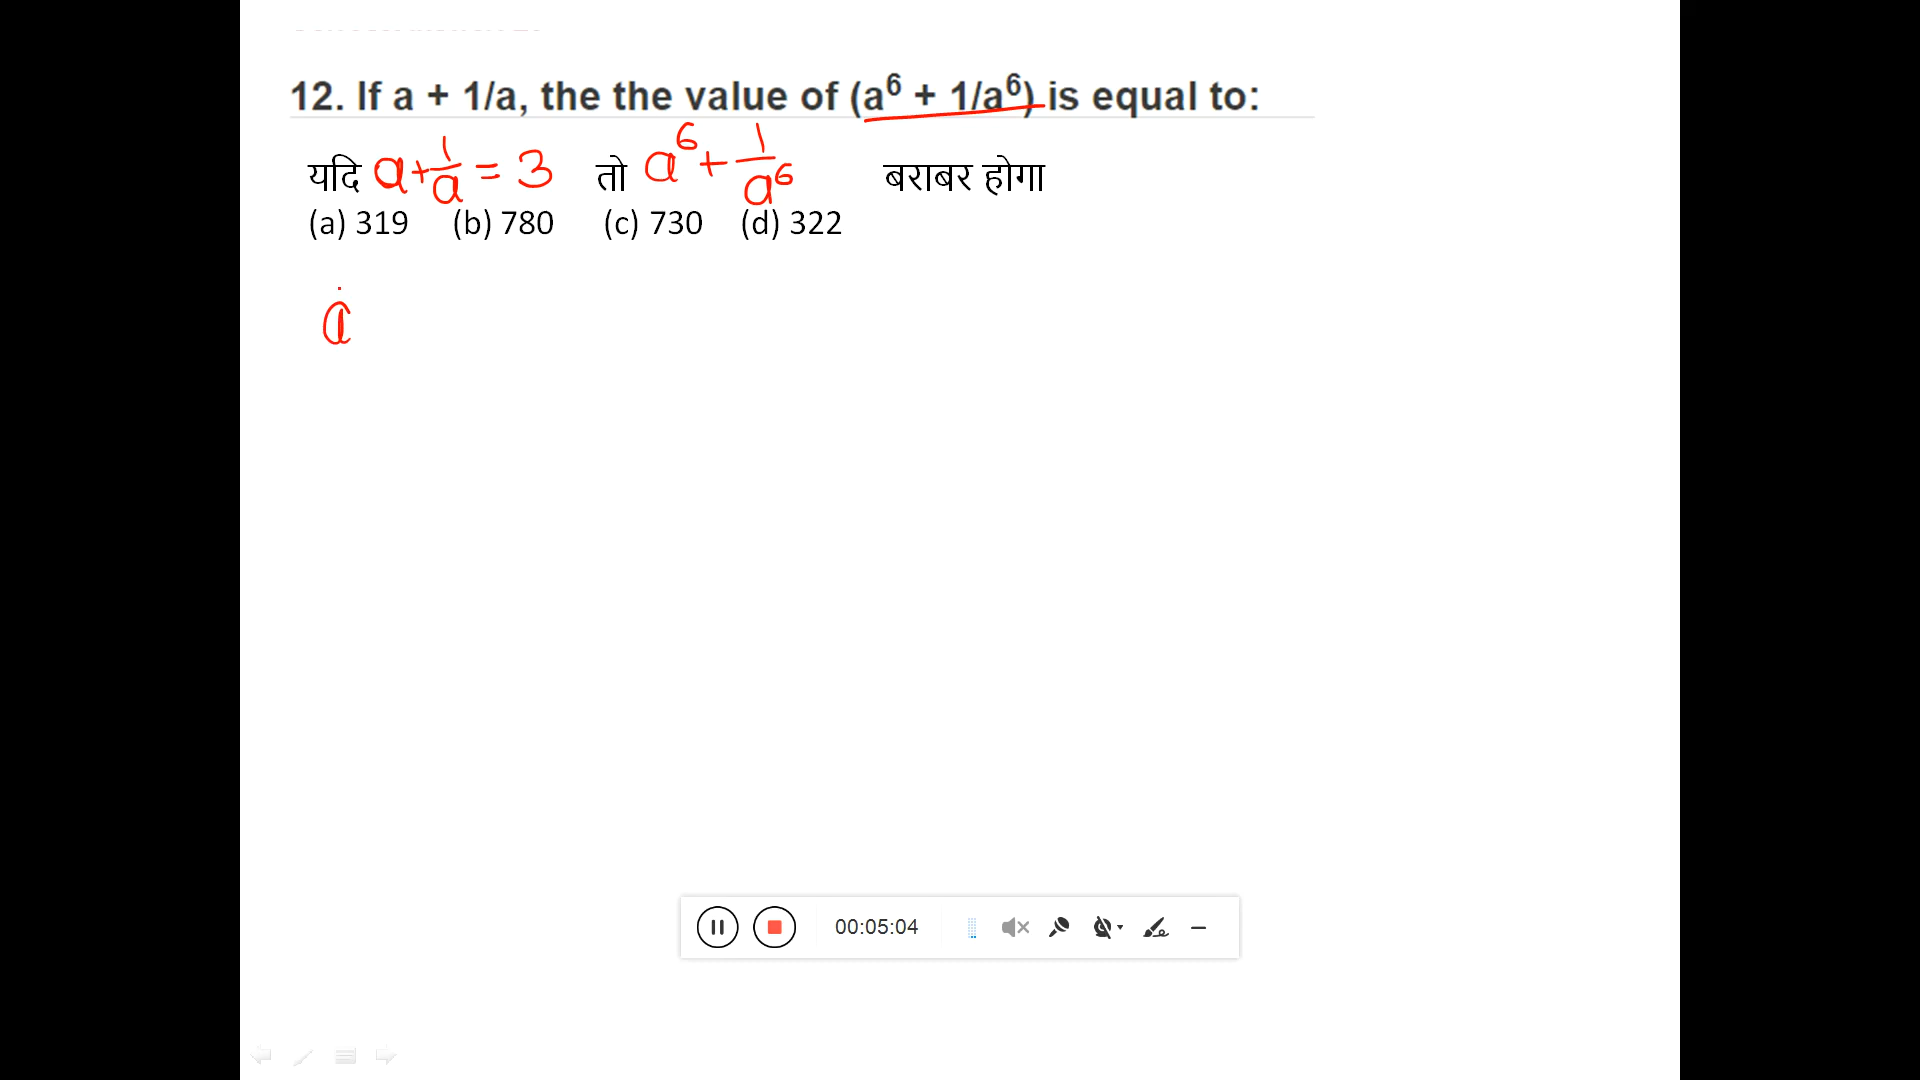 12. If a + 1/a, the the value of (a⁶ + 1/a⁶) is equal to:
यदि a + 1/a = 3 तो a⁶ + 1/a⁶ बराबर होगा
(a) 319 (b) 780 (c) 730 (d) 322
a
00:05:04